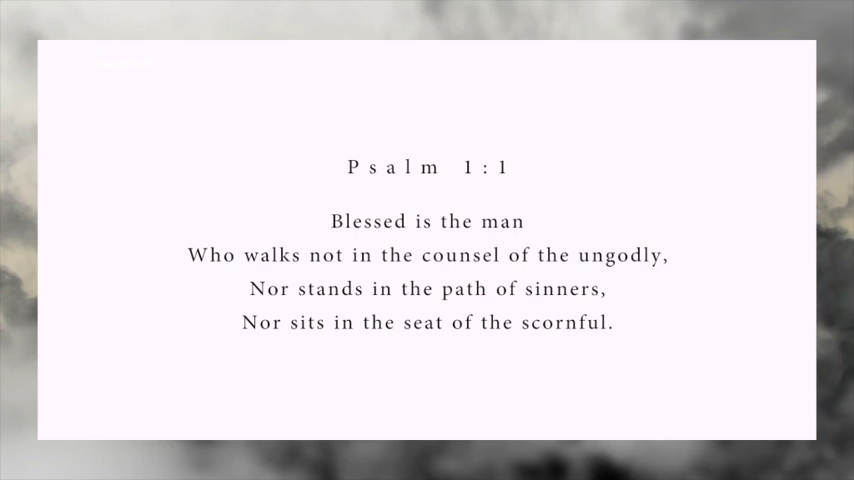 Psalm 1:1
Blessed is the man
Who walks not in the counsel of the ungodly,
Nor stands in the path of sinners,
Nor sits in the seat of the scornful.